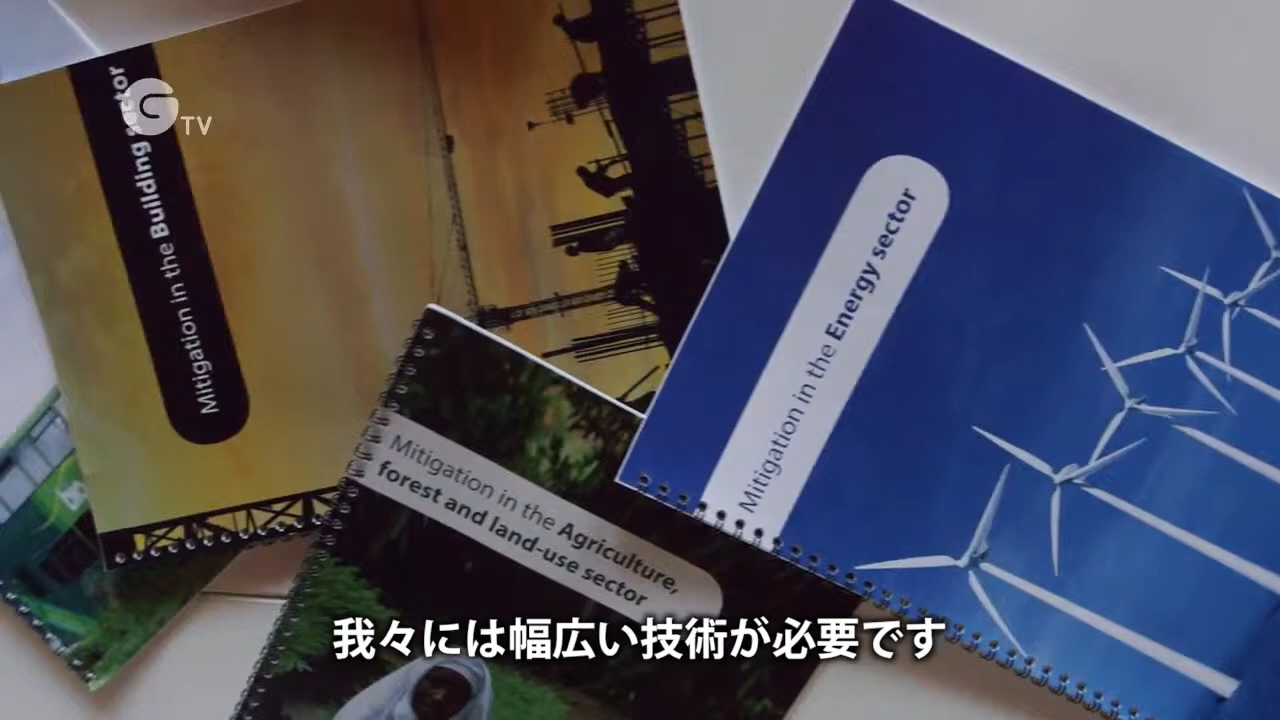 G TV
Mitigation in the Building sector
Mitigation in the Energy sector
Mitigation in the Agriculture,
forest and land-use sector
我々には幅広い技術が必要です